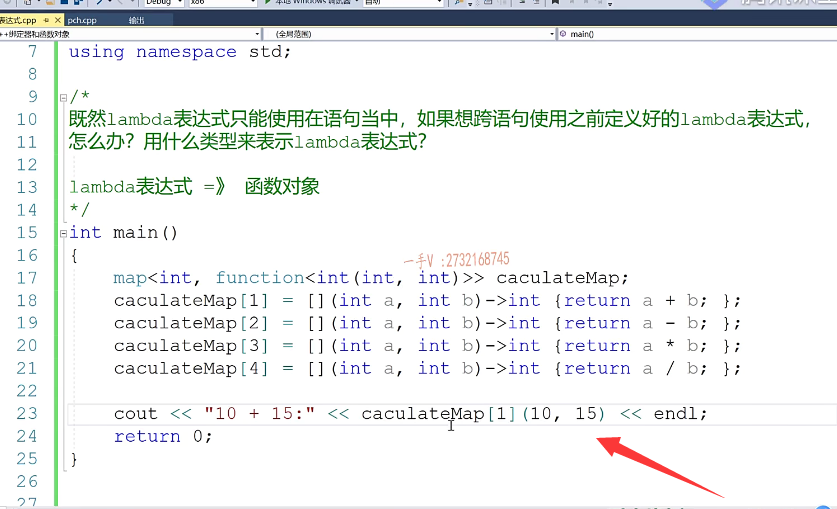 Debug
x86
本地 Windows 调试器
自动
表达式.cpp
pch.cpp
输出
++绑定器和函数对象
(全局范围)
main()
7 using namespace std;
8
9 /*
10 既然lambda表达式只能使用在语句当中，如果想跨语句使用之前定义好的lambda表达式，
11 怎么办？用什么类型来表示lambda表达式？
12
13 lambda表达式 =》 函数对象
14 */
15 int main()
16 {
一手V :2732168745
17 map<int, function<int(int, int)>> caculateMap;
18 caculateMap[1] = [](int a, int b)->int {return a + b; };
19 caculateMap[2] = [](int a, int b)->int {return a - b; };
20 caculateMap[3] = [](int a, int b)->int {return a * b; };
21 caculateMap[4] = [](int a, int b)->int {return a / b; };
22
23 cout << "10 + 15:" << caculateMap[1](10, 15) << endl;
24 return 0;
25 }
26
27